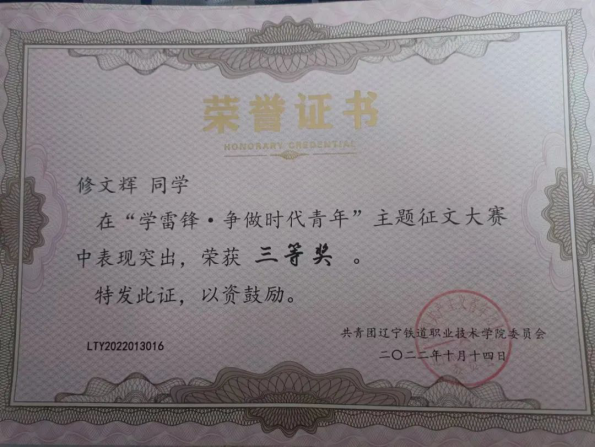 荣誉证书
HONORARY CREDENTIAL
修文辉 同学
在“学雷锋·争做时代青年”主题征文大赛
中表现突出，荣获 三等奖 。
特发此证，以资鼓励。
共青团辽宁铁道职业技术学院委员会
LTY2022013016
二〇二二年十月十四日